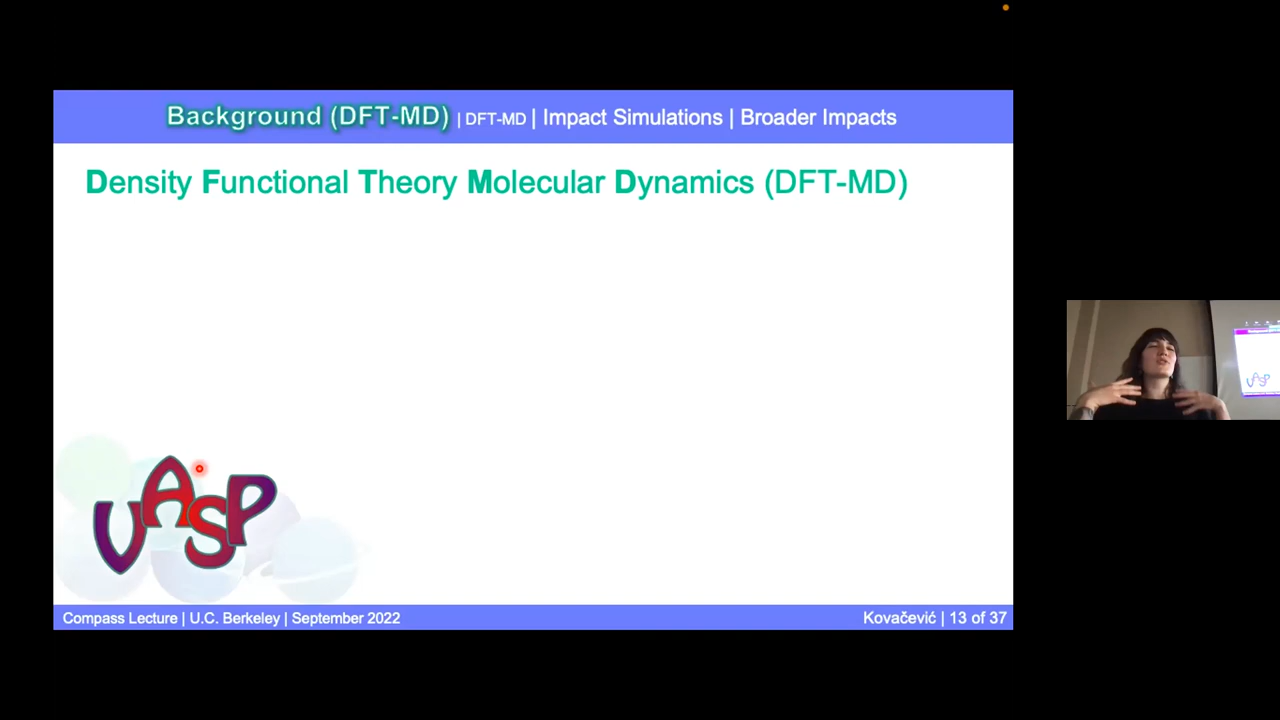 Background (DFT-MD) | DFT-MD | Impact Simulations | Broader Impacts
Density Functional Theory Molecular Dynamics (DFT-MD)
VASP
Compass Lecture | U.C. Berkeley | September 2022
Kovačević | 13 of 37
VASP